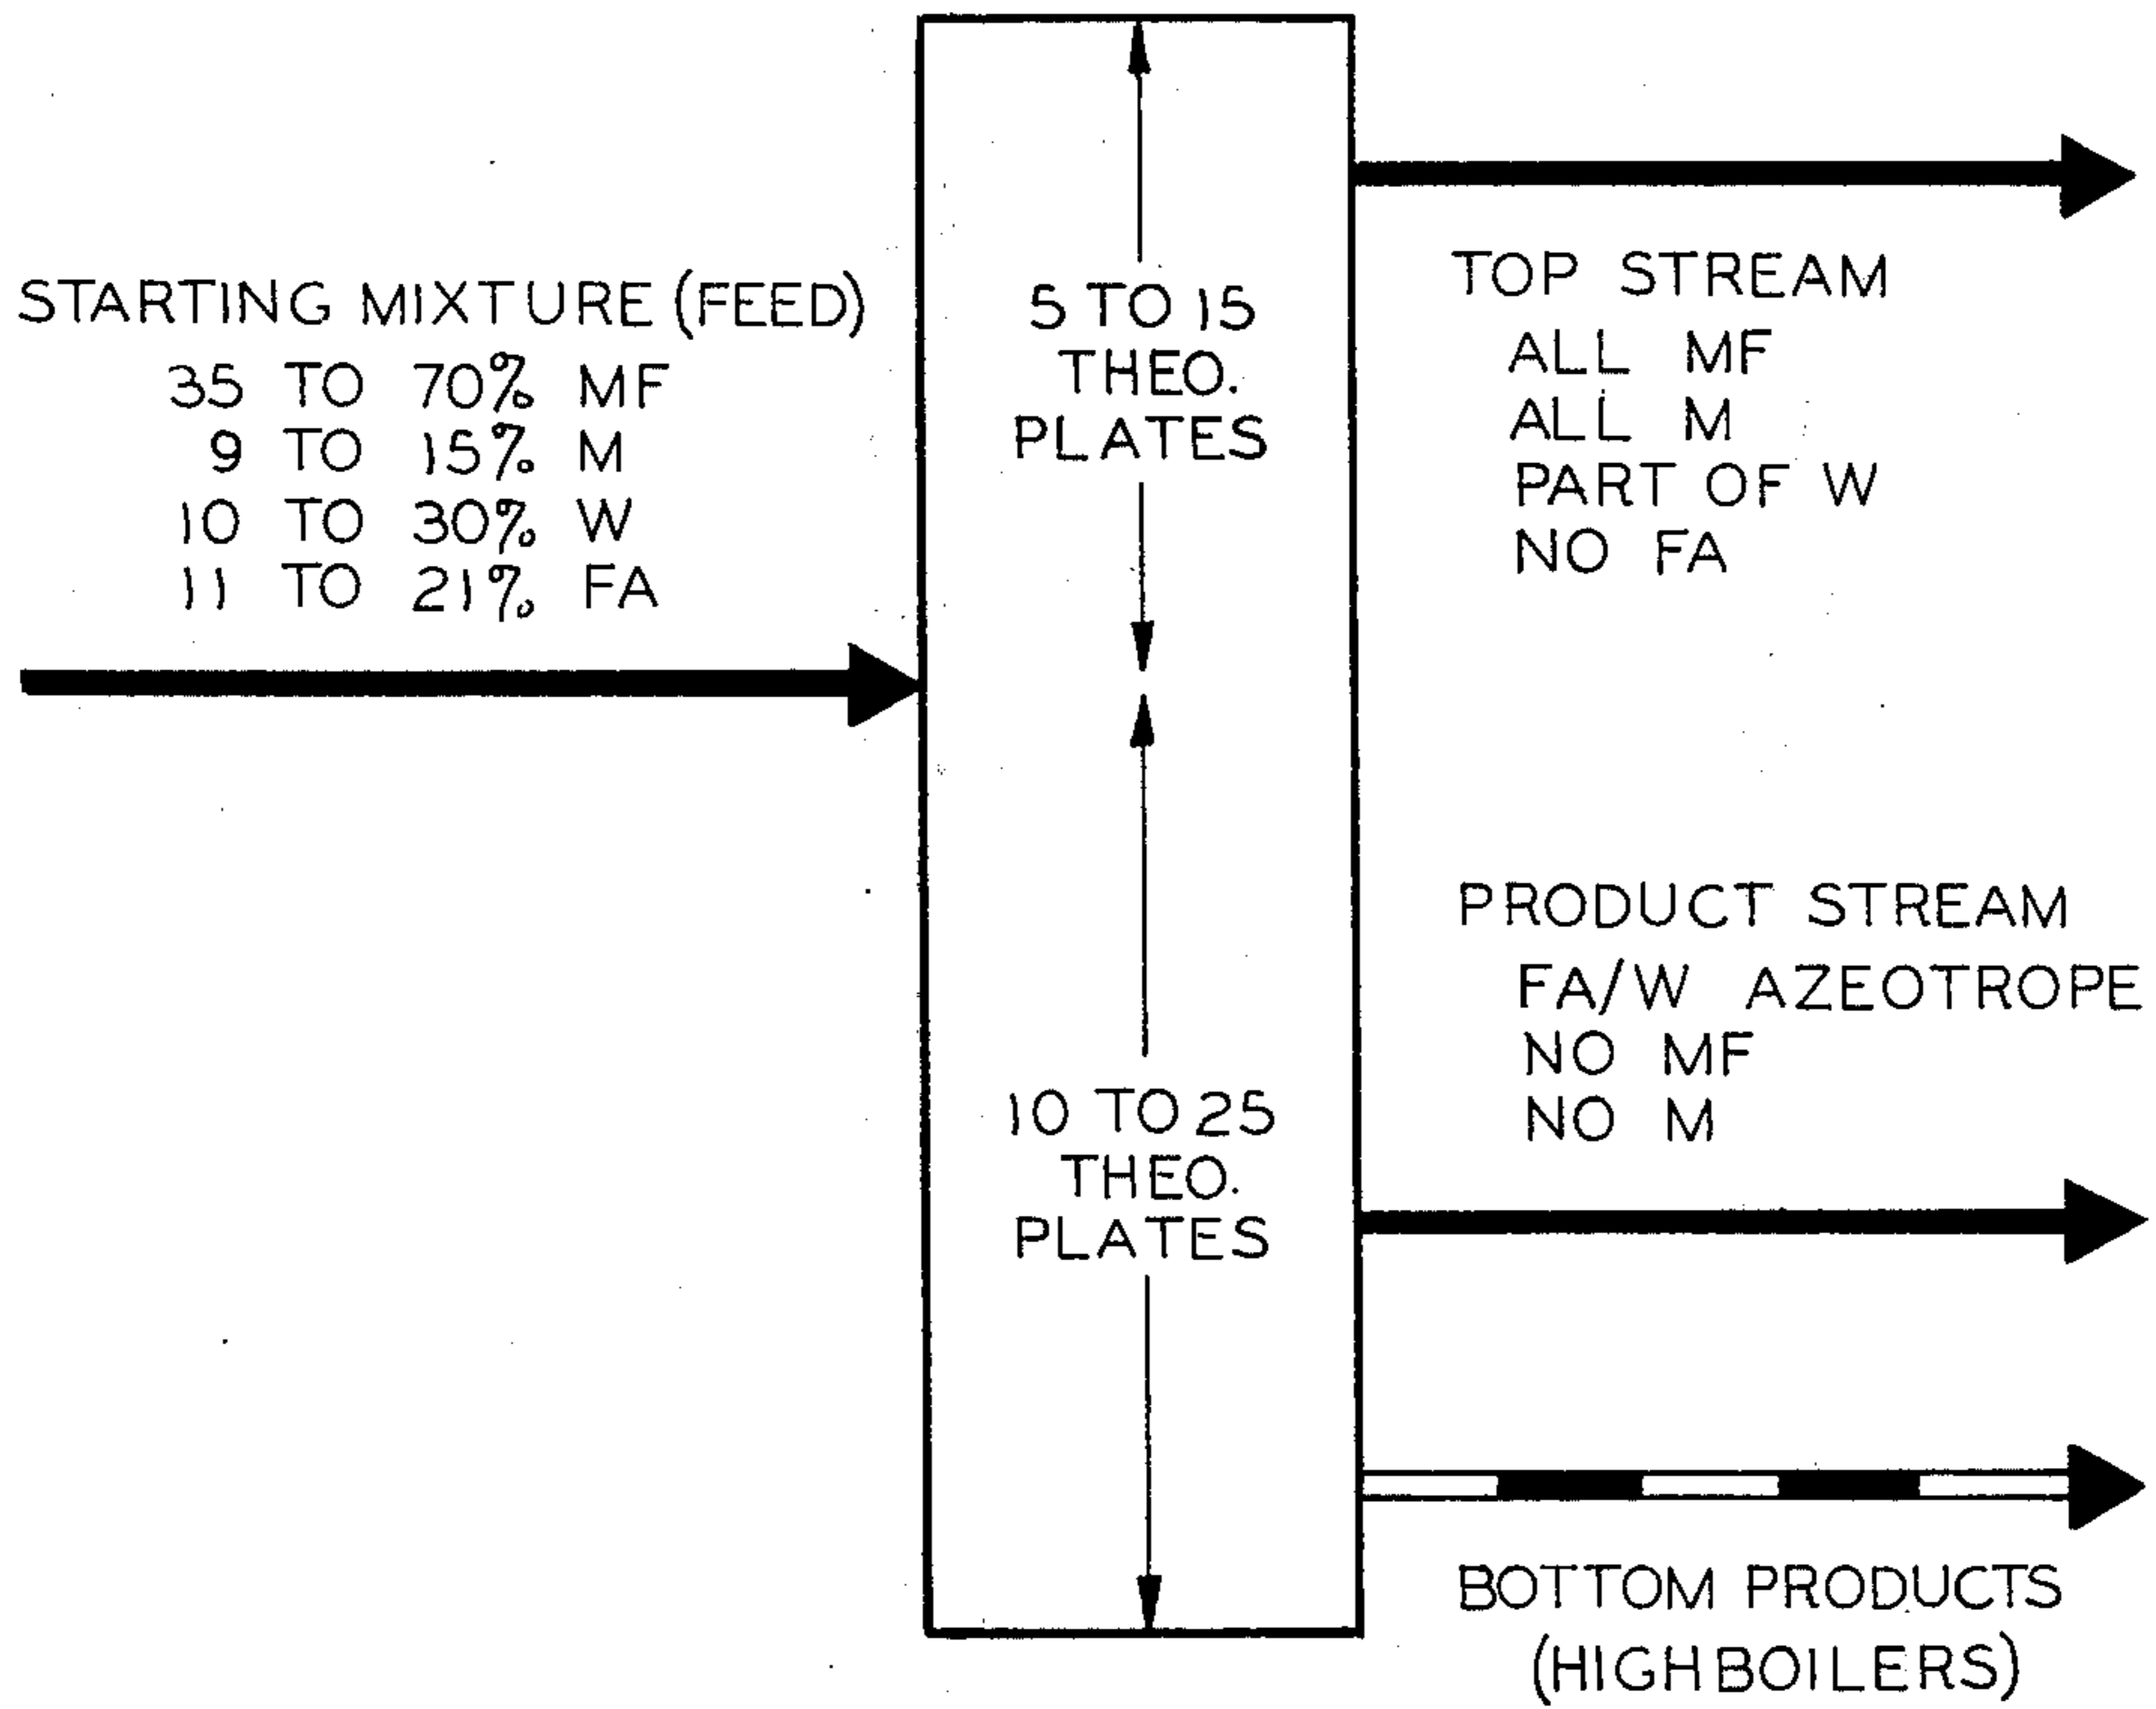 STARTING MIXTURE (FEED)
35 TO 70% MF
9 TO 15% M
10 TO 30% W
11 TO 21% FA
5 TO 15
THEO.
PLATES
10 TO 25
THEO.
PLATES
TOP STREAM
ALL MF
ALL M
PART OF W
NO FA
PRODUCT STREAM
FA/W AZEOTROPE
NO MF
NO M
BOTTOM PRODUCTS
(HIGHBOILERS)